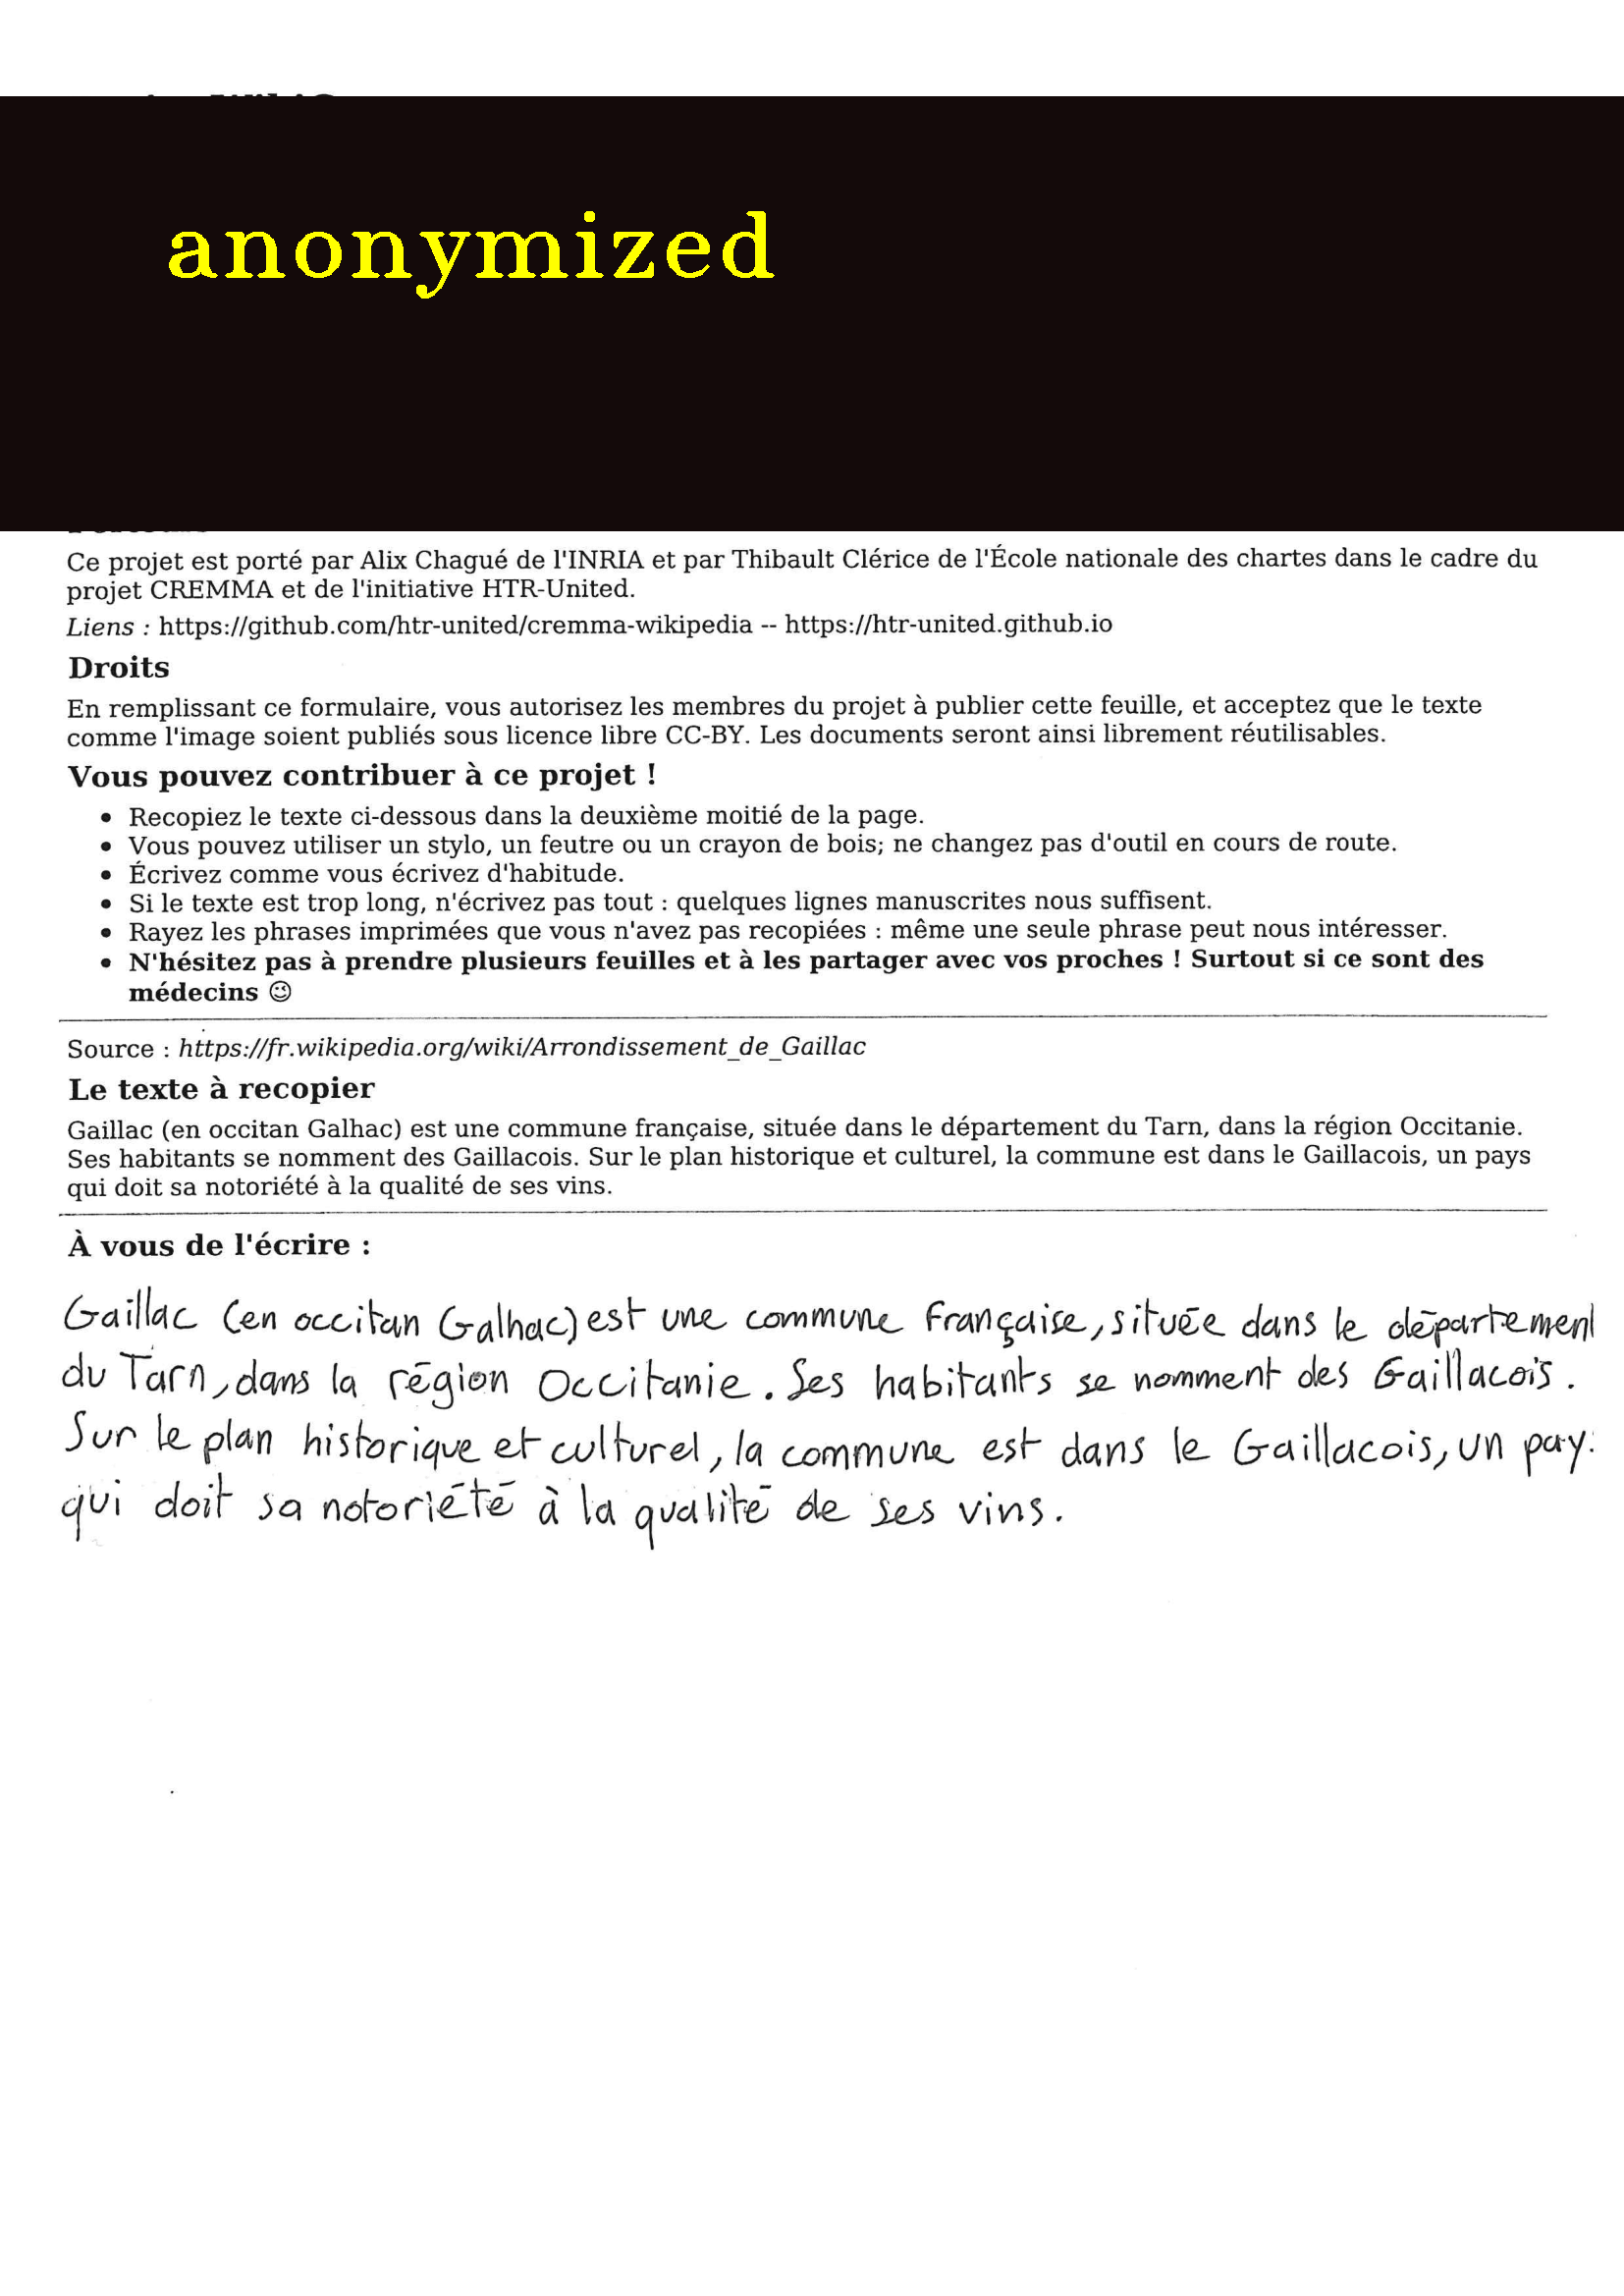 anonymized
Ce projet est porté par Alix Chagué de l'INRIA et par Thibault Clérice de l'École nationale des chartes dans le cadre du
projet CREMMA et de l'initiative HTR-United.
Liens : https://github.com/htr-united/cremma-wikipedia -- https://htr-united.github.io
Droits
En remplissant ce formulaire, vous autorisez les membres du projet à publier cette feuille, et acceptez que le texte
comme l'image soient publiés sous licence libre CC-BY. Les documents seront ainsi librement réutilisables.
Vous pouvez contribuer à ce projet !
• Recopiez le texte ci-dessous dans la deuxième moitié de la page.
• Vous pouvez utiliser un stylo, un feutre ou un crayon de bois; ne changez pas d'outil en cours de route.
• Écrivez comme vous écrivez d'habitude.
• Si le texte est trop long, n'écrivez pas tout : quelques lignes manuscrites nous suffisent.
• Rayez les phrases imprimées que vous n'avez pas recopiées : même une seule phrase peut nous intéresser.
• N'hésitez pas à prendre plusieurs feuilles et à les partager avec vos proches ! Surtout si ce sont des
médecins 😉
Source : https://fr.wikipedia.org/wiki/Arrondissement_de_Gaillac
Le texte à recopier
Gaillac (en occitan Galhac) est une commune française, située dans le département du Tarn, dans la région Occitanie.
Ses habitants se nomment des Gaillacois. Sur le plan historique et culturel, la commune est dans le Gaillacois, un pays
qui doit sa notoriété à la qualité de ses vins.
À vous de l'écrire :
Gaillac (en occitan Galhac) est une commune française, située dans le département
du Tarn, dans la région Occitanie. Ses habitants se nomment des Gaillacois.
Sur le plan historique et culturel, la commune est dans le Gaillacois, un pays
qui doit sa notoriété à la qualité de ses vins.